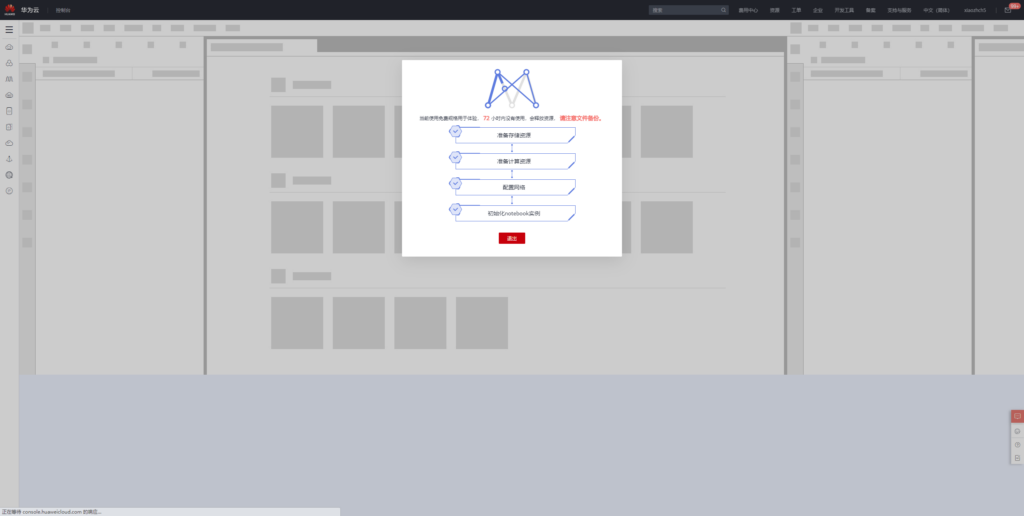 华为云 控制台
搜索 费用中心 资源 工单 企业 开发工具 备案 支持与服务 中文（简体）
99+
HUAWEI
当前使用免费规格用于体验，72 小时内没有使用，会释放资源，请注意文件备份。
准备存储资源
准备计算资源
配置网络
初始化notebook实例
退出
正在等待 console.huaweicloud.com 的响应...